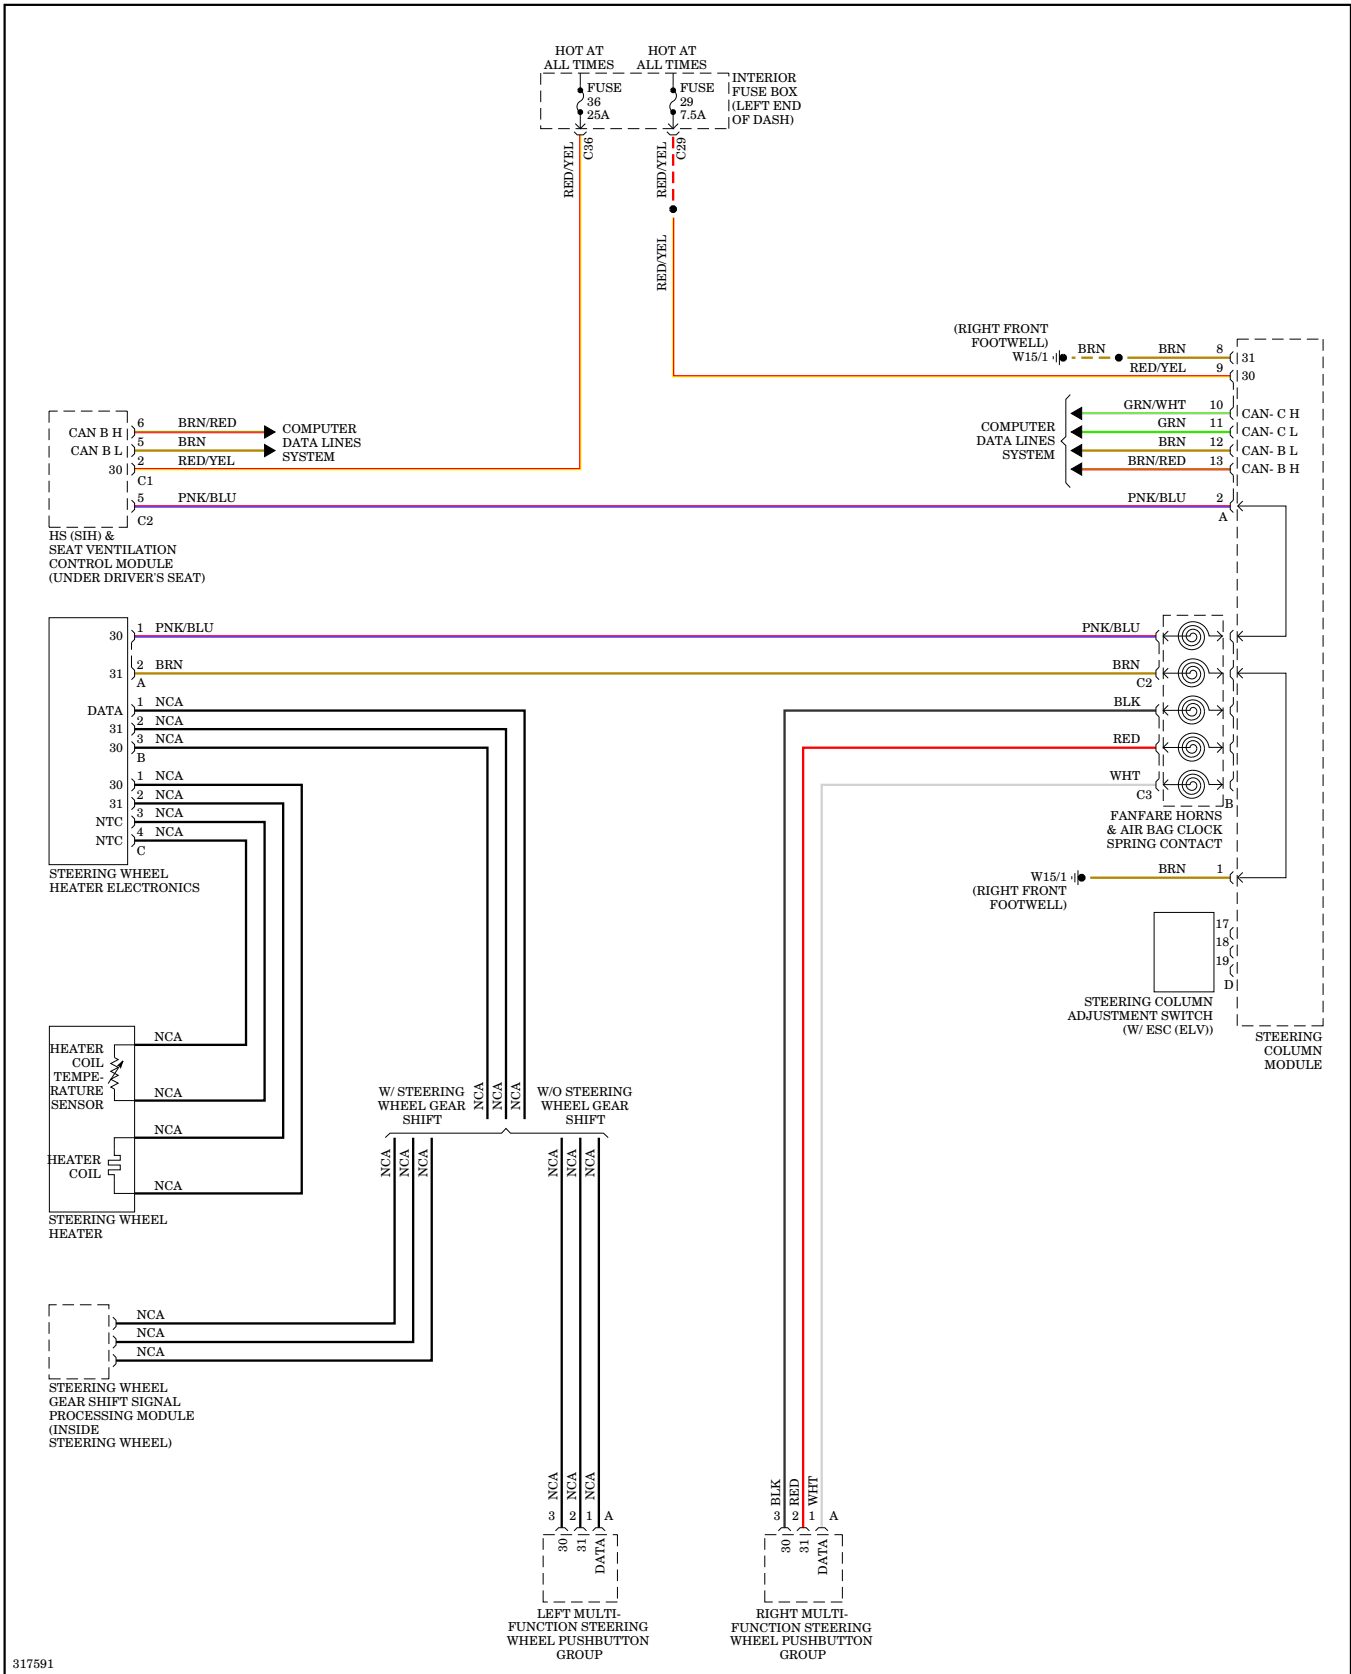 HOT AT
ALL TIMES
HOT AT
ALL TIMES
FUSE
36
25A
FUSE
29
7.5A
INTERIOR
FUSE BOX
(LEFT END
OF DASH)
C36
C29
RED/YEL
RED/YEL
RED/YEL
(RIGHT FRONT
FOOTWELL)
W15/1
BRN
BRN
8
31
RED/YEL
9
30
COMPUTER
DATA LINES
SYSTEM
GRN/WHT
10
CAN- C H
GRN
11
CAN- C L
BRN
12
CAN- B L
BRN/RED
13
CAN- B H
CAN B H
6
BRN/RED
CAN B L
5
BRN
30
2
RED/YEL
C1
COMPUTER
DATA LINES
SYSTEM
5
PNK/BLU
C2
PNK/BLU
2
A
HS (SIH) &
SEAT VENTILATION
CONTROL MODULE
(UNDER DRIVER'S SEAT)
30
1
PNK/BLU
PNK/BLU
31
2
BRN
A
BRN
C2
DATA
1
NCA
31
2
NCA
30
3
NCA
B
BLK
RED
WHT
C3
B
30
1
NCA
31
2
NCA
NTC
3
NCA
NTC
4
NCA
C
STEERING WHEEL
HEATER ELECTRONICS
FANFARE HORNS
& AIR BAG CLOCK
SPRING CONTACT
W15/1
(RIGHT FRONT
FOOTWELL)
BRN
1
17
18
19
D
STEERING COLUMN
ADJUSTMENT SWITCH
(W/ ESC (ELV))
STEERING
COLUMN
MODULE
HEATER
COIL
TEMPE-
RATURE
SENSOR
NCA
NCA
NCA
HEATER
COIL
NCA
STEERING WHEEL
HEATER
W/ STEERING
WHEEL GEAR
SHIFT
NCA
NCA
NCA
W/O STEERING
WHEEL GEAR
SHIFT
NCA
NCA
NCA
NCA
NCA
NCA
NCA
NCA
NCA
STEERING WHEEL
GEAR SHIFT SIGNAL
PROCESSING MODULE
(INSIDE
STEERING WHEEL)
NCA
NCA
NCA
3
2
1
A
30
31
DATA
LEFT MULTI-
FUNCTION STEERING
WHEEL PUSHBUTTON
GROUP
BLK
RED
WHT
3
2
1
A
30
31
DATA
RIGHT MULTI-
FUNCTION STEERING
WHEEL PUSHBUTTON
GROUP
317591